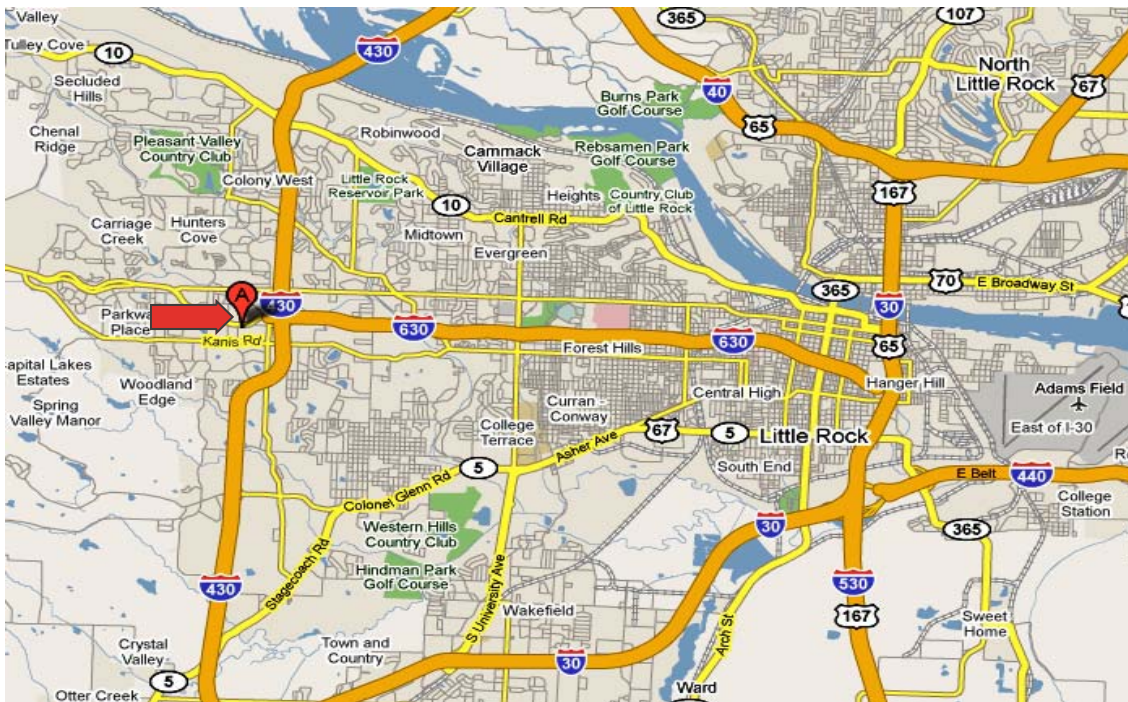 Valley
Tulley Cove
10
430
365
107
Secluded
Hills
North
Little Rock
67
40
Burns Park
Golf Course
65
Chenal
Ridge
Pleasant Valley
Country Club
Robinwood
Cammack
Village
Rebsamen Park
Golf Course
Colony West
Little Rock
Reservoir Park
Heights
Country Club
of Little Rock
167
10
Cantrell Rd
Carriage
Creek
Hunters
Cove
Midtown
Evergreen
70
E Broadway St
A
430
365
30
Place
630
630
65
Kanis Rd
Forest Hills
Capital Lakes
Estates
Woodland
Edge
Central High
Hanger Hill
Adams Field
Spring
Valley Manor
Curran -
Conway
East of I-30
College
Terrace
Asher Ave
67
5
Little Rock
5
South End
E Belt
440
Colonel Glenn Rd
College
Station
Western Hills
Country Club
30
365
Stagecoach Rd
Hindman Park
Golf Course
430
S University Ave
530
167
Wakefield
Arch St
Sweet
Home
Crystal
Valley
Town and
Country
5
30
Otter Creek
Ward